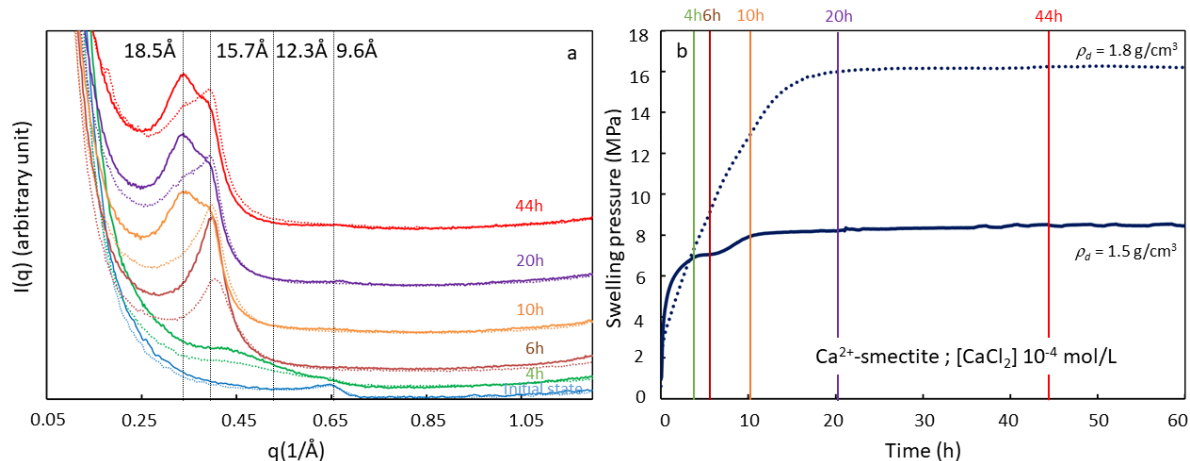 4h 6h 10h 20h 44h
18.5Å 15.7Å 12.3Å 9.6Å a
I(q) (arbitrary unit)
44h
20h
10h
6h
4h
Initial state
0.05 0.25 0.45 0.65 0.85 1.05
q(1/Å)
b
ρd = 1.8 g/cm³
Swelling pressure (MPa)
18
16
14
12
10
8
6
4
2
0
ρd = 1.5 g/cm³
Ca²⁺-smectite ; [CaCl₂] 10⁻⁴ mol/L
0 10 20 30 40 50 60
Time (h)